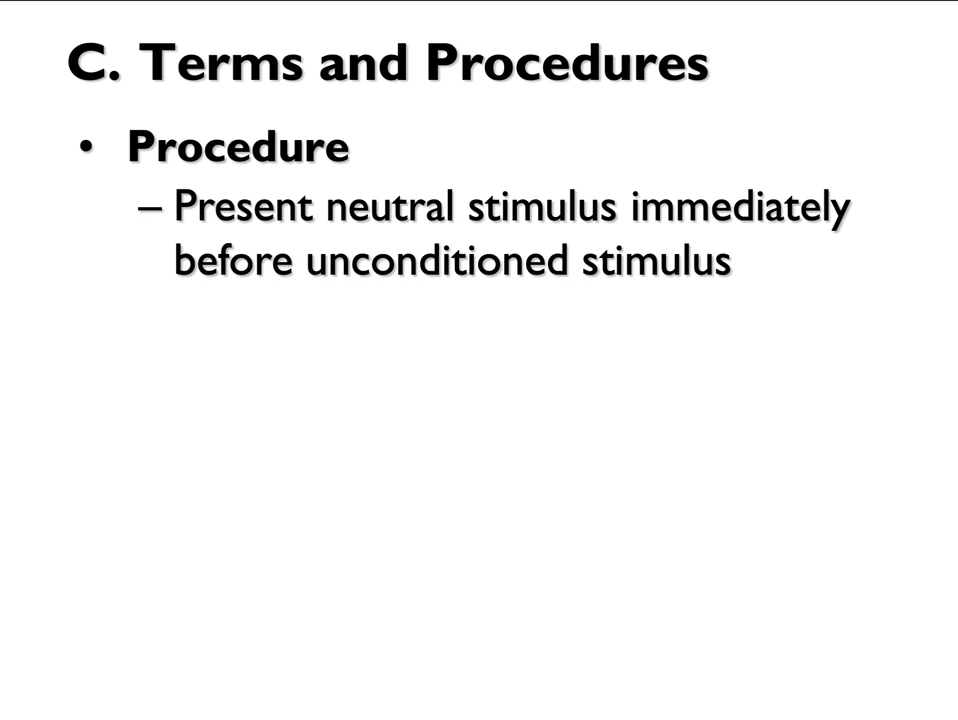 C. Terms and Procedures
• Procedure
– Present neutral stimulus immediately
before unconditioned stimulus